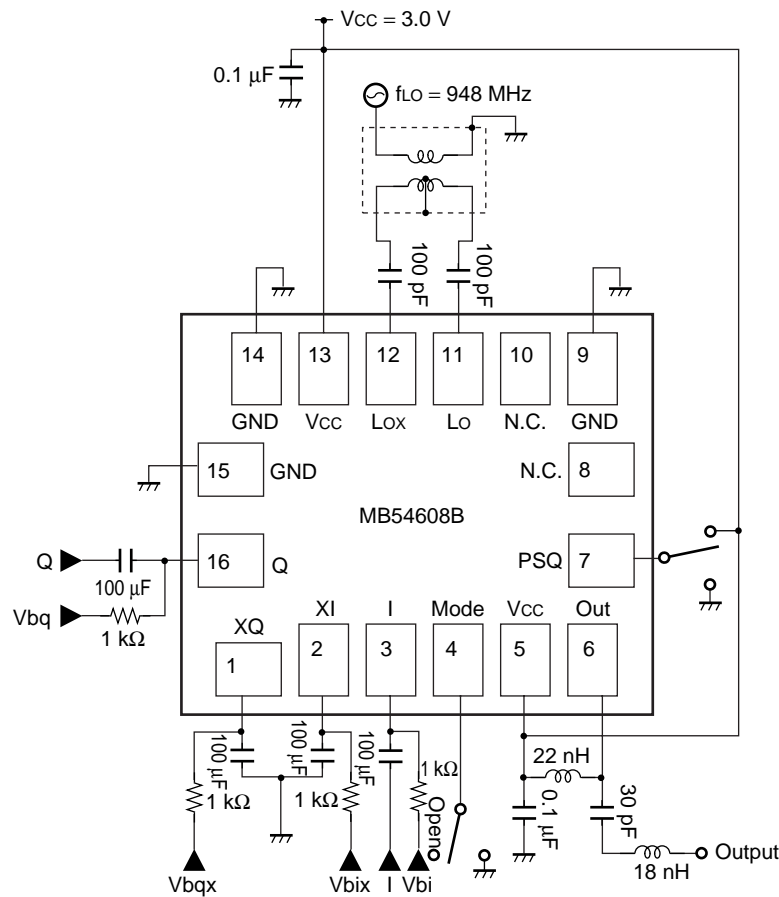 VCC = 3.0 V
0.1 µF
fLO = 948 MHz
100 pF
100 pF
14
13
12
11
10
9
GND
VCC
LOX
LO
N.C.
GND
15
GND
N.C.
8
MB54608B
16
Q
PSQ
7
Q
100 µF
Vbq
1 kΩ
XQ
XI
I
Mode
VCC
Out
1
2
3
4
5
6
100 µF
100 µF
100 µF
1 kΩ
1 kΩ
1 kΩ
Open
22 nH
0.1 µF
30 pF
18 nH
Output
Vbqx
Vbix
I
Vbi